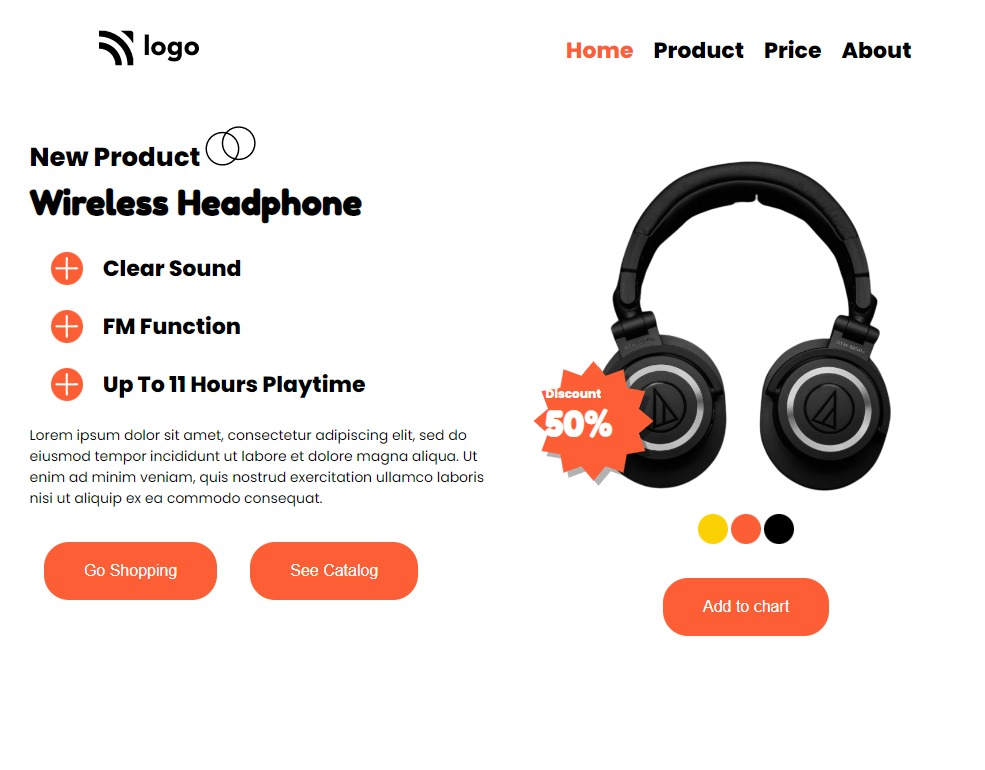 logo
Home Product Price About
New Product
Wireless Headphone
Clear Sound
FM Function
Up To 11 Hours Playtime
Lorem ipsum dolor sit amet, consectetur adipiscing elit, sed do
eiusmod tempor incididunt ut labore et dolore magna aliqua. Ut
enim ad minim veniam, quis nostrud exercitation ullamco laboris
nisi ut aliquip ex ea commodo consequat.
Go Shopping
See Catalog
Discount
50%
Add to chart